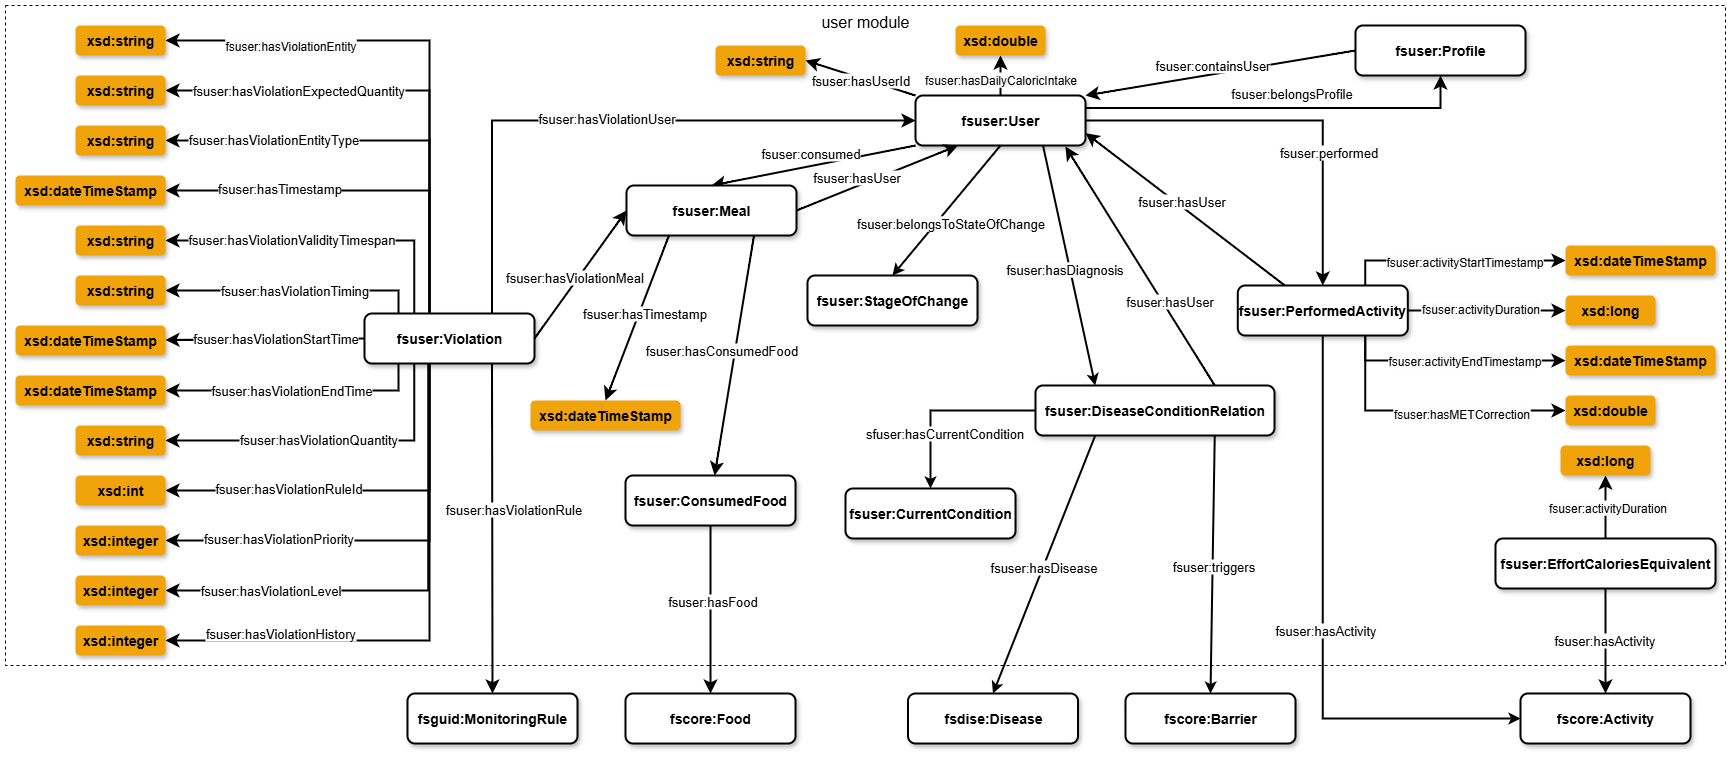 user module
xsd:string
fsuser:hasViolationEntity
xsd:string
fsuser:hasViolationExpectedQuantity
xsd:string
fsuser:hasViolationEntityType
xsd:dateTimeStamp
fsuser:hasTimestamp
xsd:string
fsuser:hasViolationValidityTimespan
xsd:string
fsuser:hasViolationTiming
xsd:dateTimeStamp
fsuser:hasViolationStartTime
xsd:dateTimeStamp
fsuser:hasViolationEndTime
xsd:string
fsuser:hasViolationQuantity
xsd:int
fsuser:hasViolationRuleId
xsd:integer
fsuser:hasViolationPriority
xsd:integer
fsuser:hasViolationLevel
xsd:integer
fsuser:hasViolationHistory
fsuser:Violation
fsuser:hasViolationUser
fsuser:hasViolationMeal
fsuser:hasViolationRule
xsd:string
fsuser:hasUserId
xsd:double
fsuser:hasDailyCaloricIntake
fsuser:User
fsuser:containsUser
fsuser:belongsProfile
fsuser:Profile
fsuser:consumed
fsuser:hasUser
fsuser:Meal
fsuser:hasTimestamp
xsd:dateTimeStamp
fsuser:hasConsumedFood
fsuser:ConsumedFood
fsuser:hasFood
fsuser:belongsToStateOfChange
fsuser:StageOfChange
fsuser:hasDiagnosis
fsuser:hasUser
fsuser:DiseaseConditionRelation
sfuser:hasCurrentCondition
fsuser:CurrentCondition
fsuser:hasDisease
fsuser:triggers
fsuser:performed
fsuser:hasUser
fsuser:PerformedActivity
fsuser:activityStartTimestamp
xsd:dateTimeStamp
fsuser:activityDuration
xsd:long
fsuser:activityEndTimestamp
xsd:dateTimeStamp
fsuser:hasMETCorrection
xsd:double
xsd:long
fsuser:activityDuration
fsuser:EffortCaloriesEquivalent
fsuser:hasActivity
fsuser:hasActivity
fsguid:MonitoringRule
fscore:Food
fsdise:Disease
fscore:Barrier
fscore:Activity